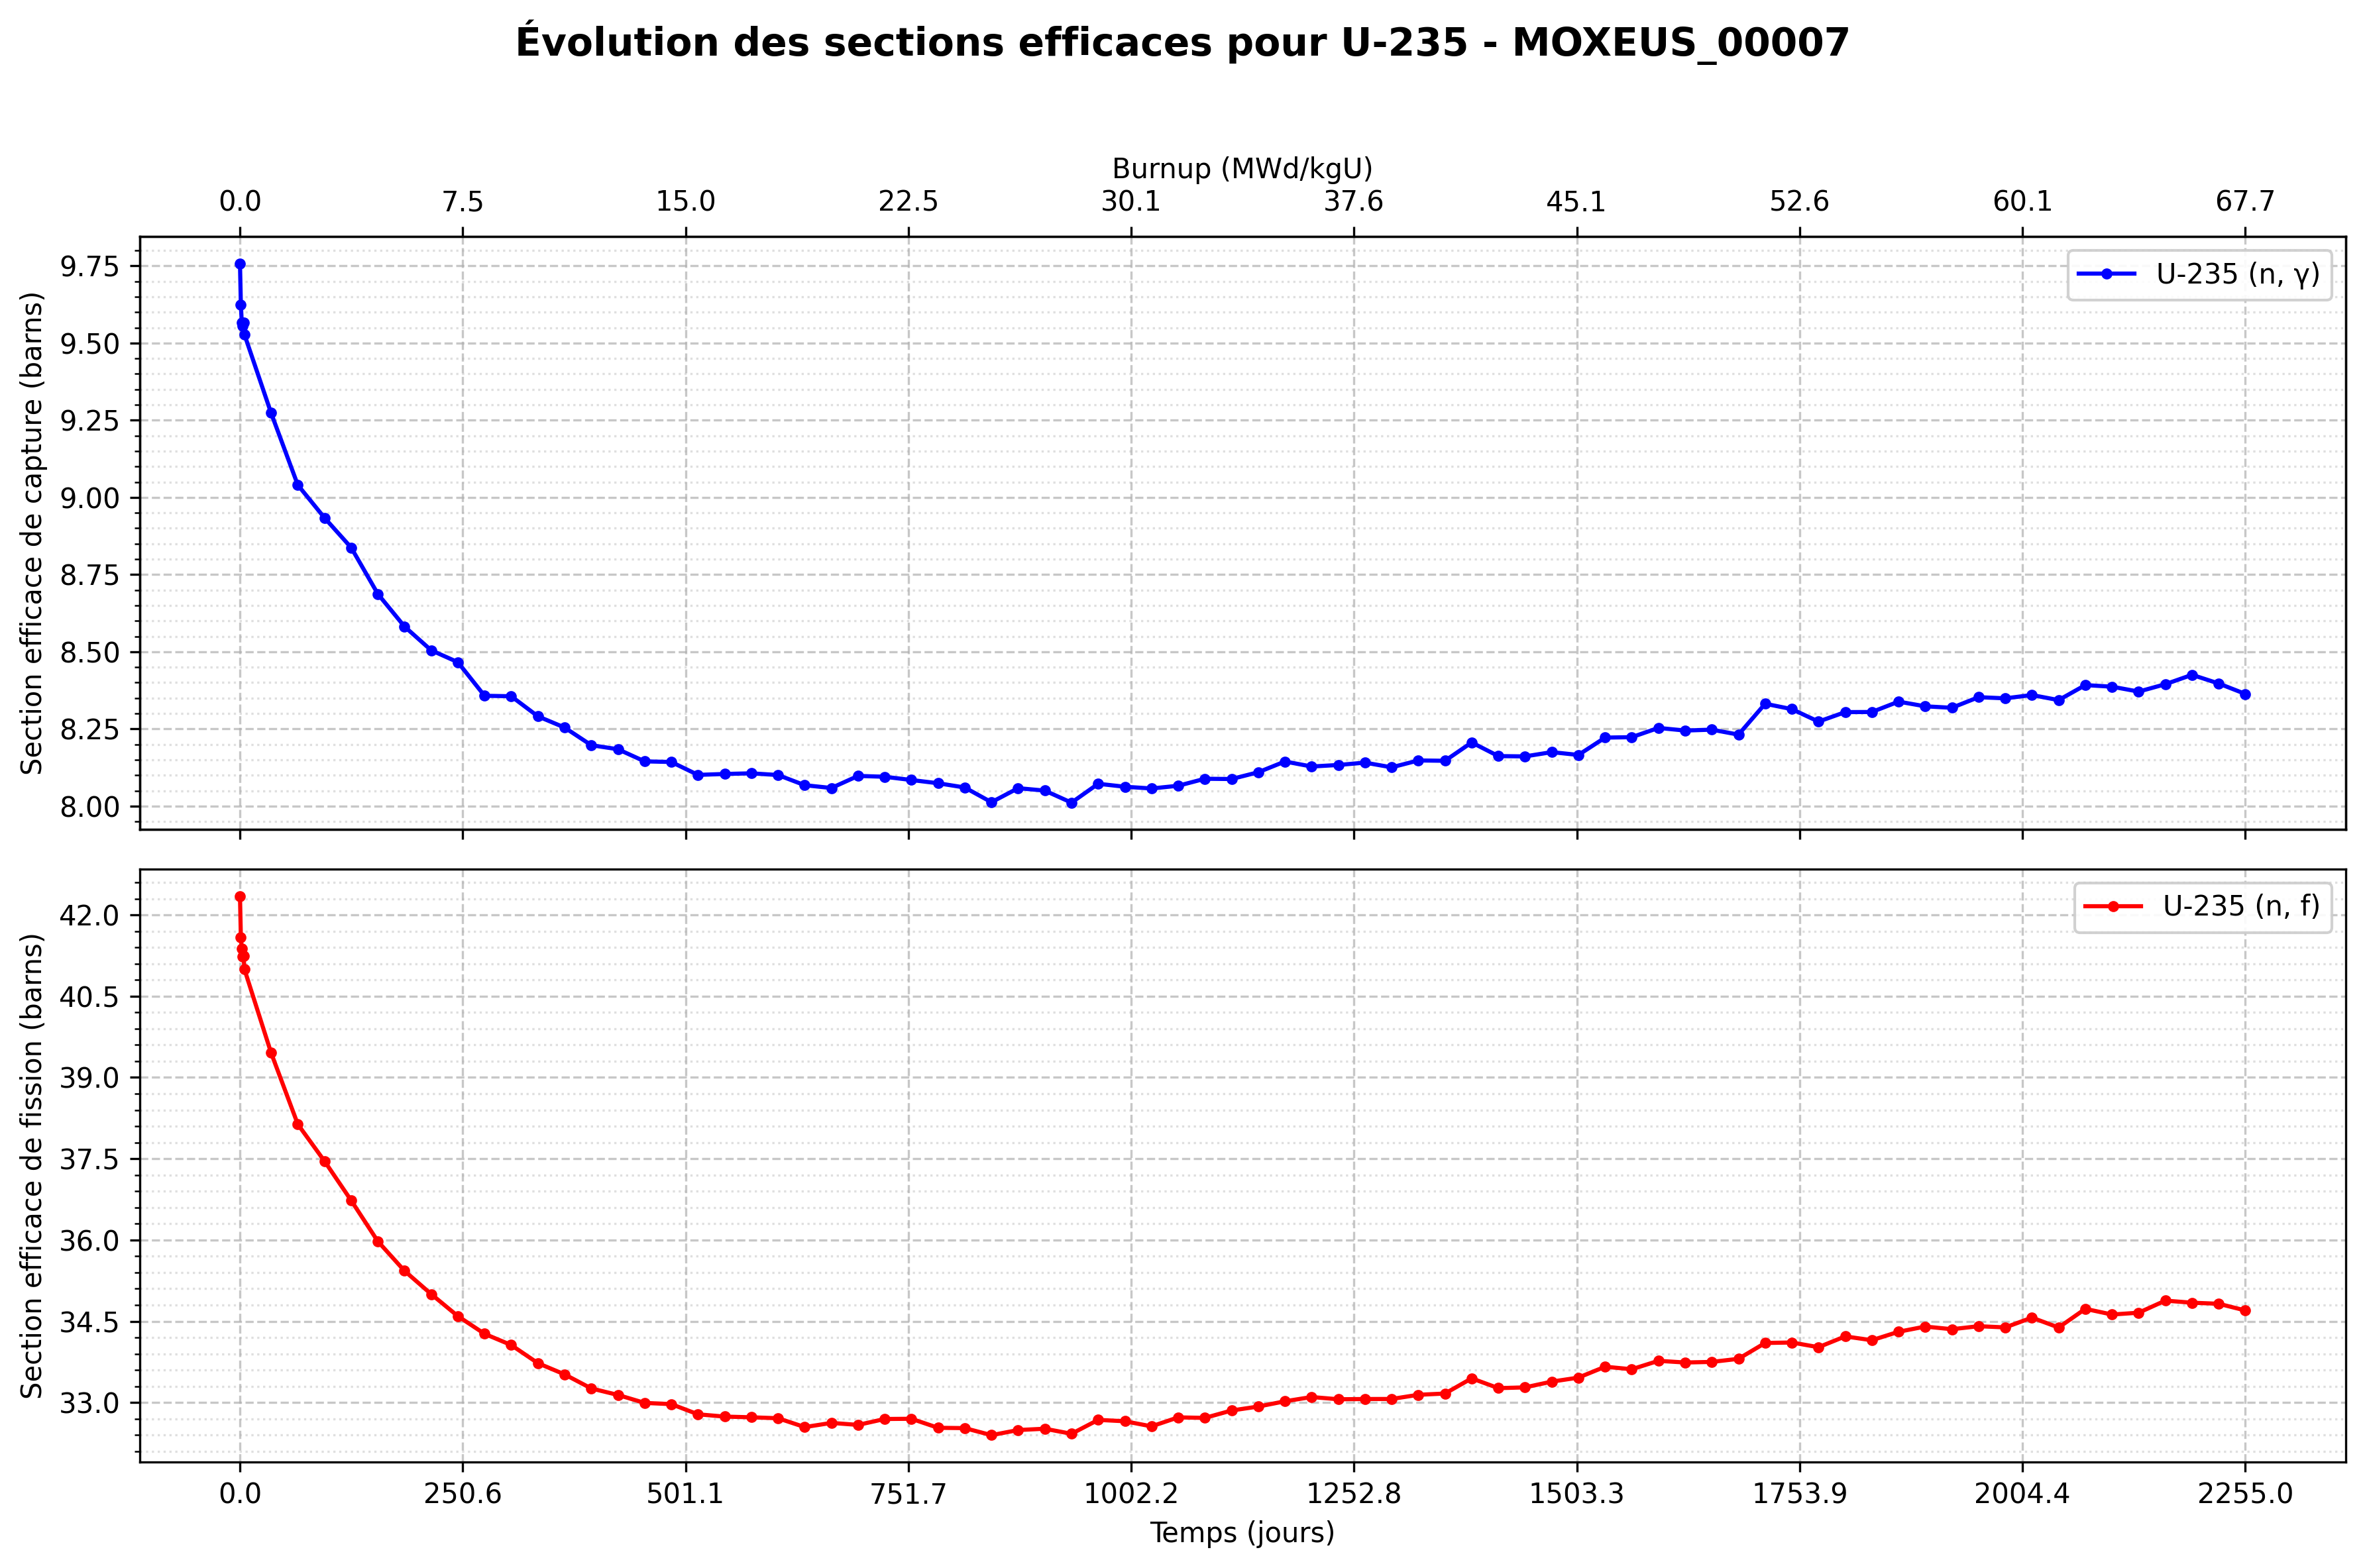 Évolution des sections efficaces pour U-235 - MOXEUS_00007
Burnup (MWd/kgU)
0.0 7.5 15.0 22.5 30.1 37.6 45.1 52.6 60.1 67.7
Section efficace de capture (barns)
9.75
9.50
9.25
9.00
8.75
8.50
8.25
8.00
U-235 (n, γ)
Section efficace de fission (barns)
42.0
40.5
39.0
37.5
36.0
34.5
33.0
U-235 (n, f)
0.0 250.6 501.1 751.7 1002.2 1252.8 1503.3 1753.9 2004.4 2255.0
Temps (jours)